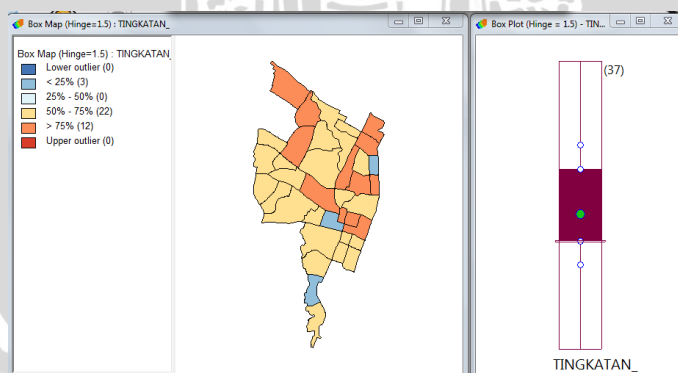 Box Map (Hinge=1.5) : TINGKATAN_
Box Map (Hinge=1.5) : TINGKATAN_
Lower outlier (0)
< 25% (3)
25% - 50% (0)
50% - 75% (22)
> 75% (12)
Upper outlier (0)
Box Plot (Hinge = 1.5) - TIN...
(37)
TINGKATAN_